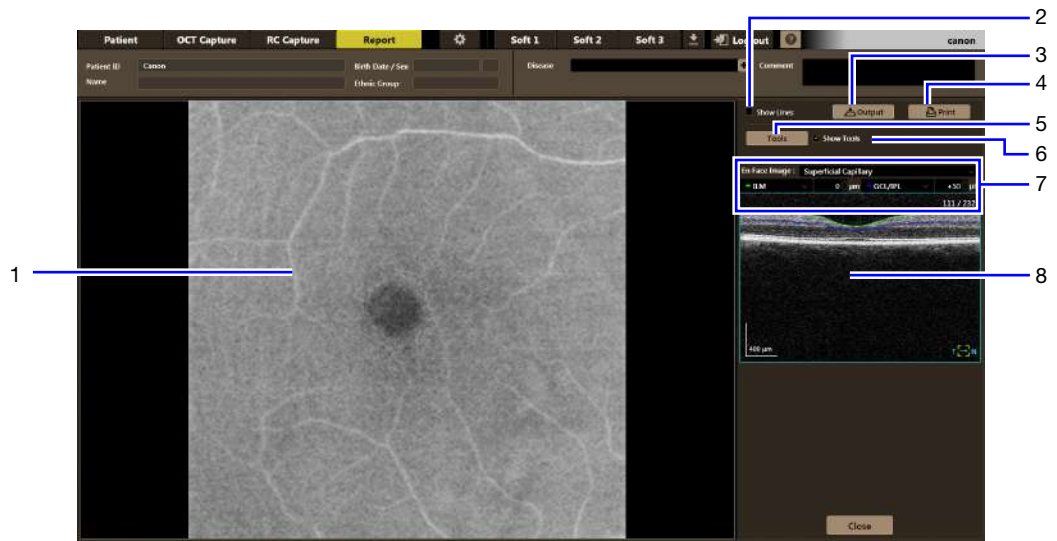 2
Patient OCT Capture RC Capture Report Soft 1 Soft 2 Soft 3 Logout ? canon
Patient ID Canon Birth Date / Sex Disease Comment
Name Ethnic Group
3
4
Show Lines Output Print
5
Tools Show Tools
6
En Face Image : Superficial Capillary
7
ILM 0 µm GCL/IPL +50 µ
111 / 232
1
8
400 µm T N
Close